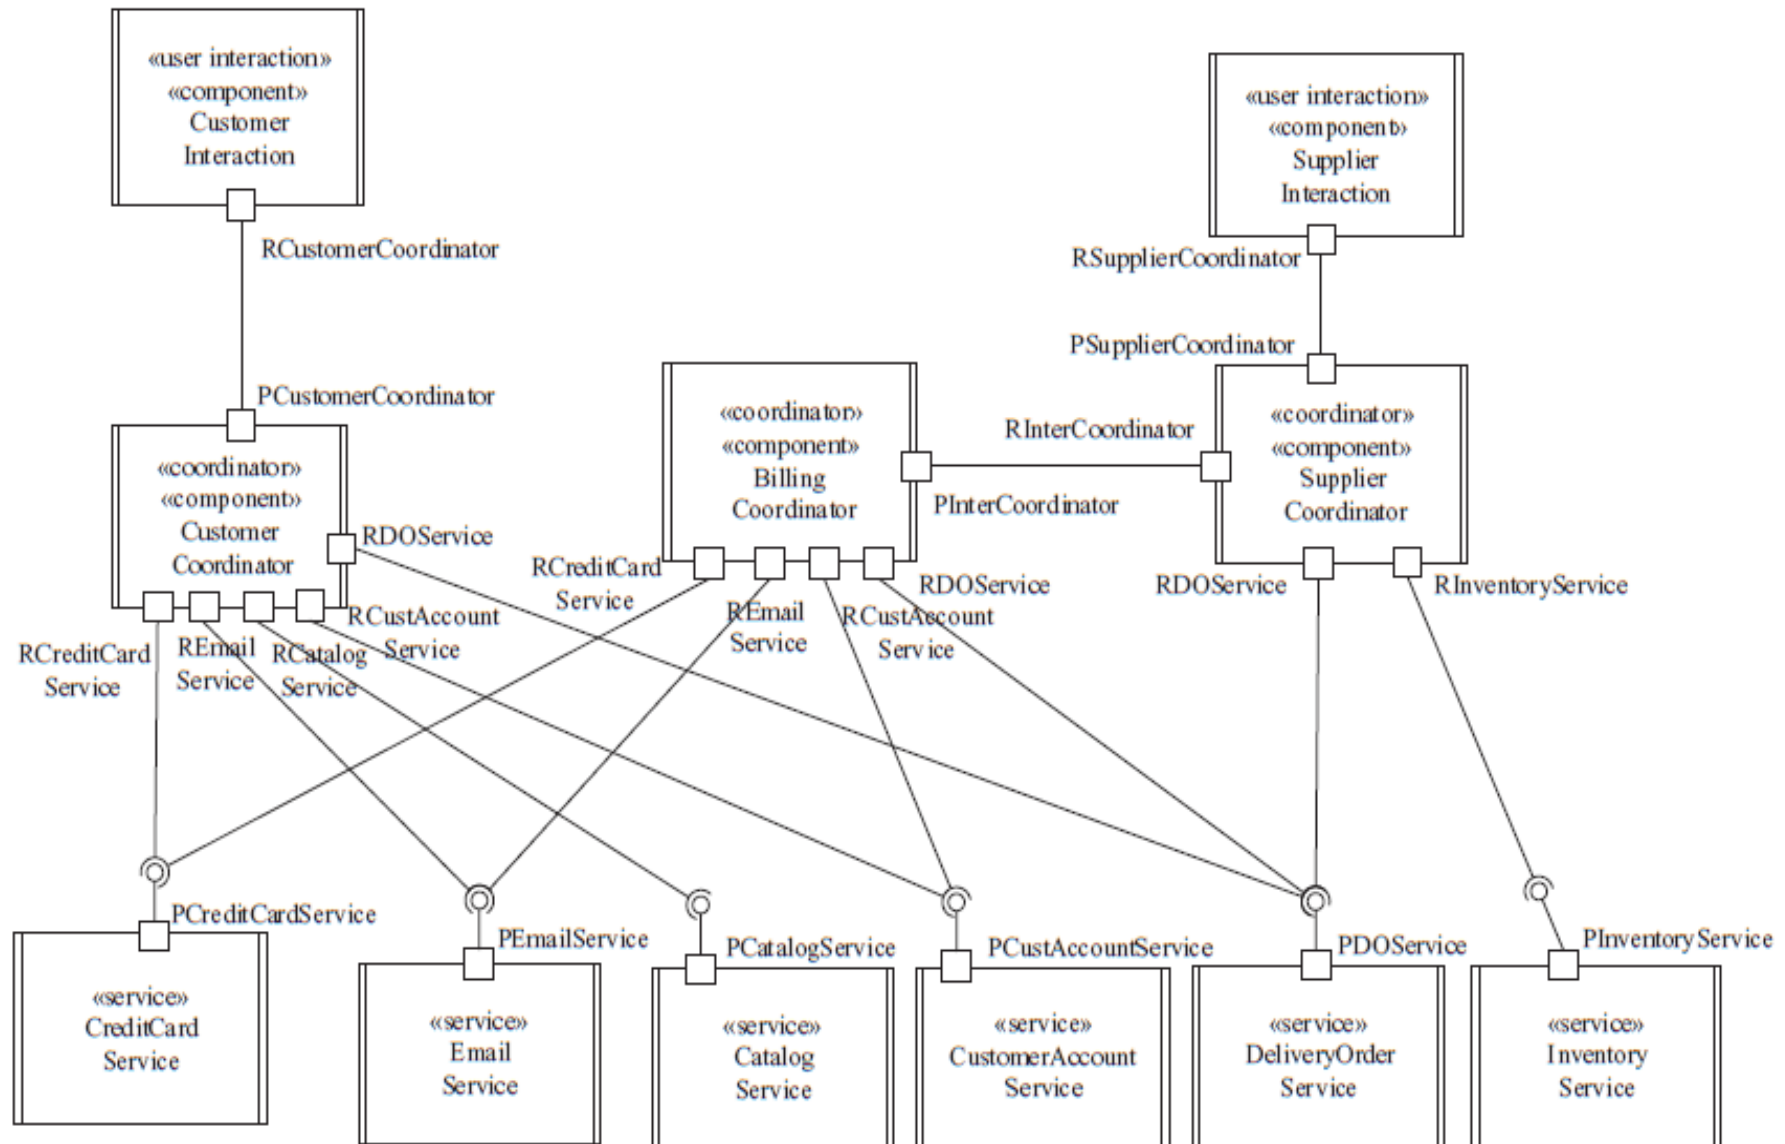 «user interaction»
«component»
Customer
Interaction
RCustomerCoordinator
«user interaction»
«component»
Supplier
Interaction
RSupplierCoordinator
PSupplierCoordinator
PCustomerCoordinator
«coordinator»
«component»
Customer
Coordinator
RDOService
RCreditCard
Service
REmail
Service
RCatalog
Service
RCustAccount
Service
«coordinator»
«component»
Billing
Coordinator
PInterCoordinator
RInterCoordinator
RCreditCard
Service
REmail
Service
RCustAccount
Service
RDOService
«coordinator»
«component»
Supplier
Coordinator
RDOService
RInventoryService
PCreditCardService
«service»
CreditCard
Service
PEmailService
«service»
Email
Service
PCatalogService
«service»
Catalog
Service
PCustAccountService
«service»
CustomerAccount
Service
PDOService
«service»
DeliveryOrder
Service
PInventoryService
«service»
Inventory
Service